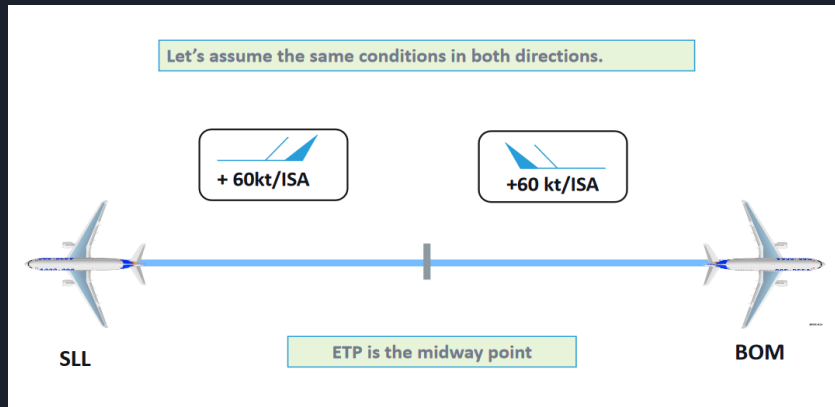 Let's assume the same conditions in both directions.
+ 60kt/ISA
+60 kt/ISA
SLL
BOM
ETP is the midway point